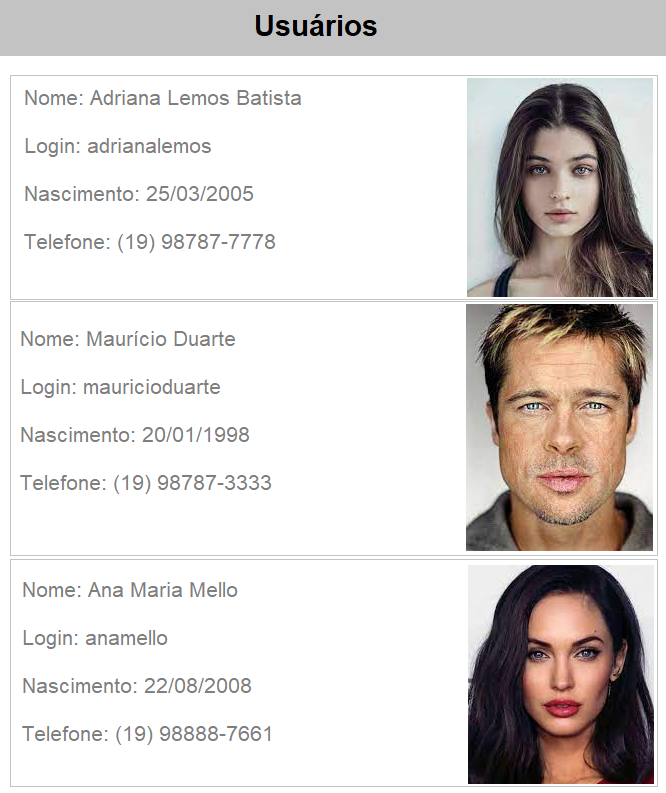 Usuários
Nome: Adriana Lemos Batista
Login: adrianalemos
Nascimento: 25/03/2005
Telefone: (19) 98787-7778
Nome: Maurício Duarte
Login: mauricioduarte
Nascimento: 20/01/1998
Telefone: (19) 98787-3333
Nome: Ana Maria Mello
Login: anamello
Nascimento: 22/08/2008
Telefone: (19) 98888-7661